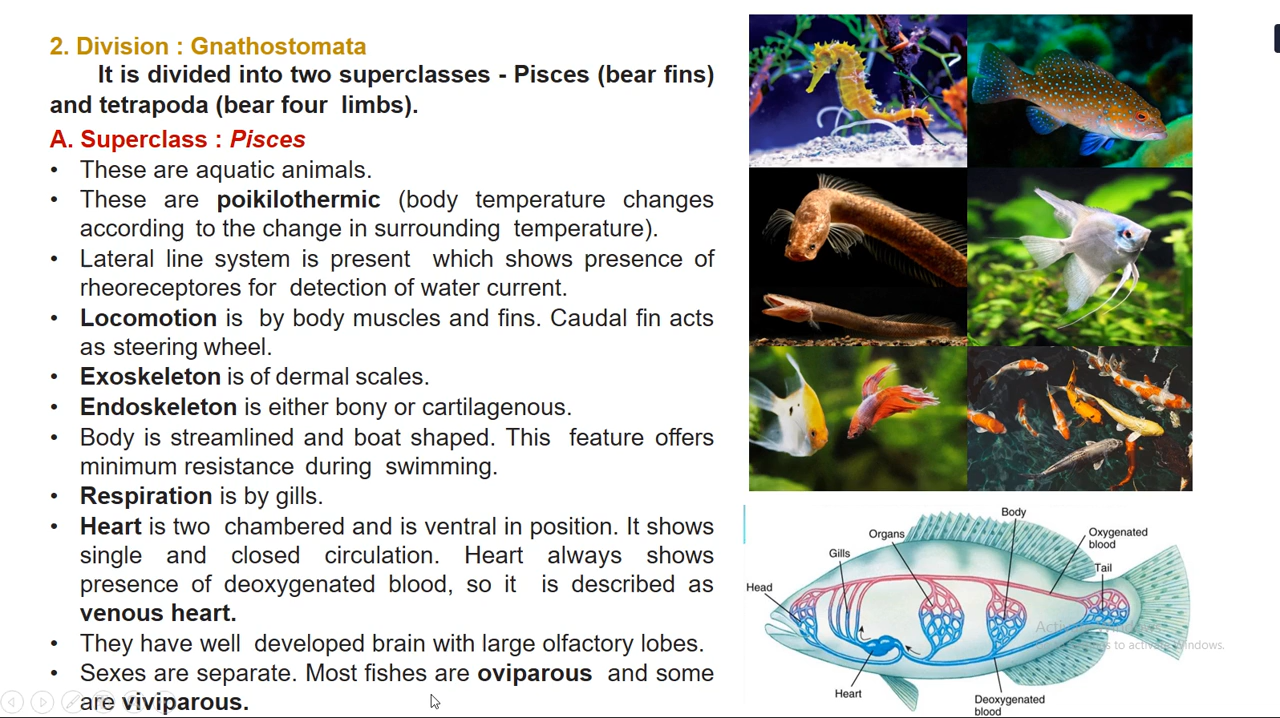 2. Division : Gnathostomata
It is divided into two superclasses - Pisces (bear fins)
and tetrapoda (bear four limbs).
A. Superclass : Pisces
• These are aquatic animals.
• These are poikilothermic (body temperature changes
according to the change in surrounding temperature).
• Lateral line system is present which shows presence of
rheoreceptores for detection of water current.
• Locomotion is by body muscles and fins. Caudal fin acts
as steering wheel.
• Exoskeleton is of dermal scales.
• Endoskeleton is either bony or cartilagenous.
• Body is streamlined and boat shaped. This feature offers
minimum resistance during swimming.
• Respiration is by gills.
• Heart is two chambered and is ventral in position. It shows
single and closed circulation. Heart always shows
presence of deoxygenated blood, so it is described as
venous heart.
• They have well developed brain with large olfactory lobes.
• Sexes are separate. Most fishes are oviparous and some
are viviparous.
Body
Organs
Oxygenated
blood
Gills
Tail
Head
Heart
Deoxygenated
blood
to activate Windows.